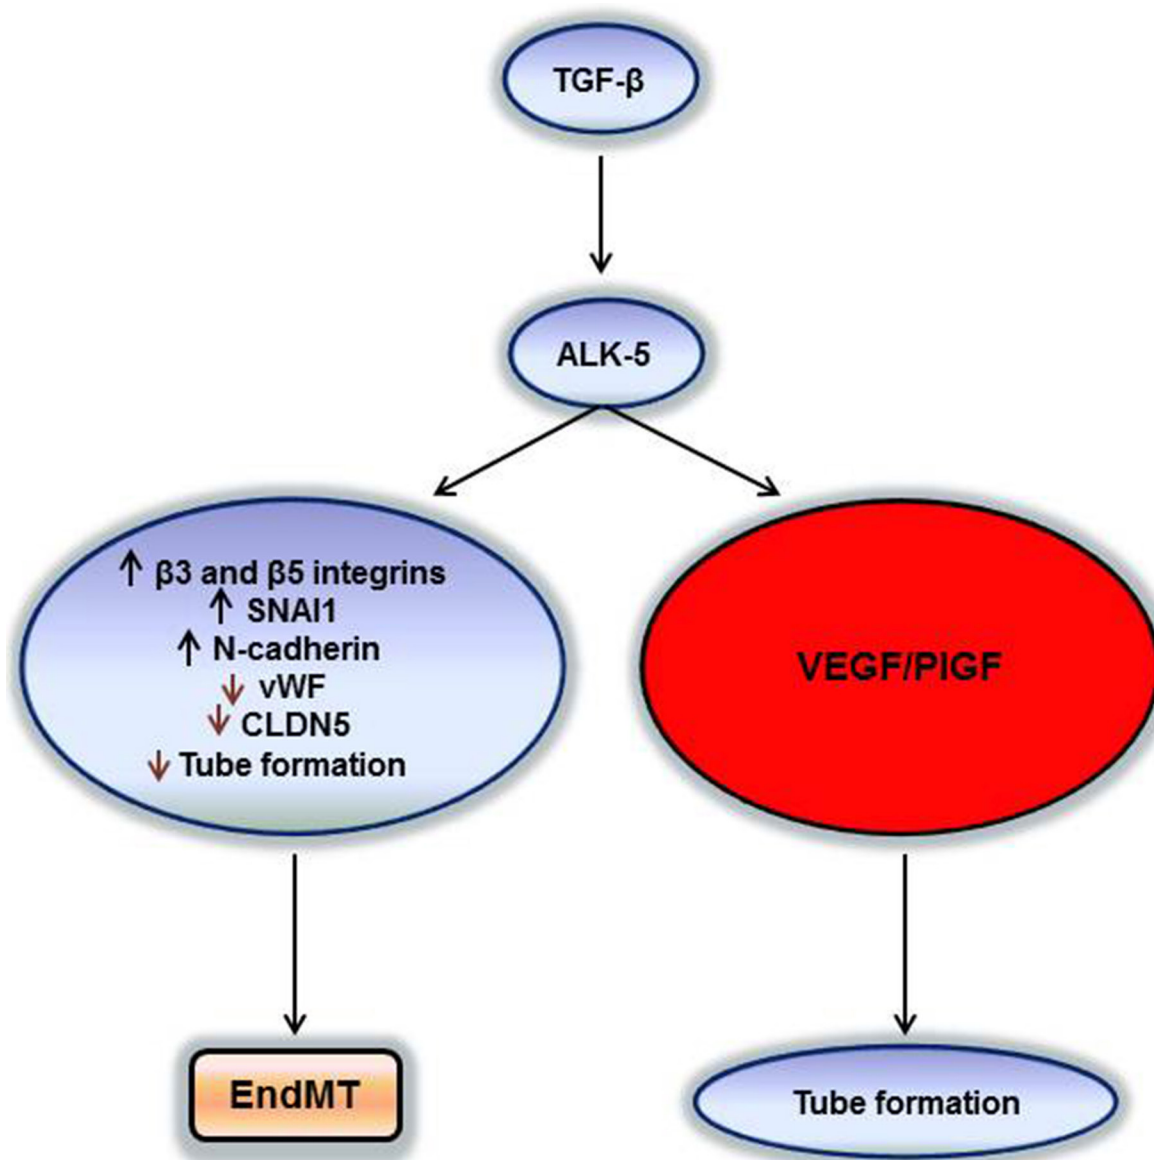 TGF-β
ALK-5
↑ β3 and β5 integrins
↑ SNAI1
↑ N-cadherin
↓ vWF
↓ CLDN5
↓ Tube formation
VEGF/PIGF
EndMT
Tube formation